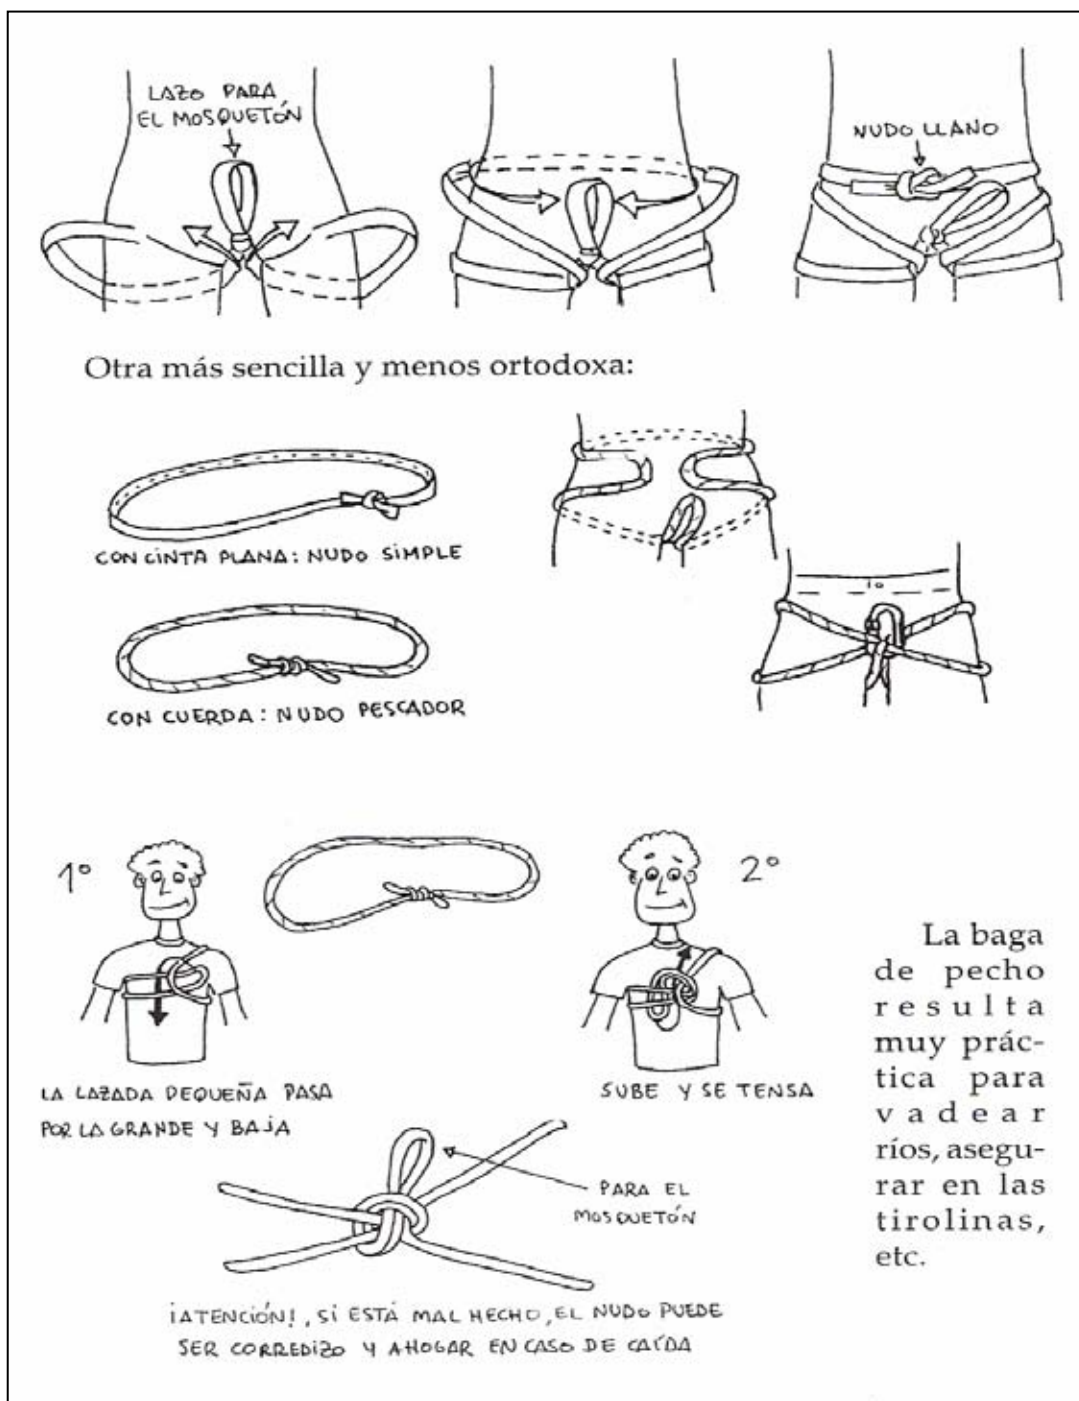 LAZO PARA
EL MOSQUETÓN
NUDO LLANO
Otra más sencilla y menos ortodoxa:
CON CINTA PLANA: NUDO SIMPLE
CON CUERDA: NUDO PESCADOR
1º
2º
LA LAZADA PEQUEÑA PASA
POR LA GRANDE Y BAJA
SUBE Y SE TENSA
La baga
de pecho
resulta
muy prác-
tica para
vadear
ríos, asegu-
rar en las
tirolinas,
etc.
PARA EL
MOSQUETÓN
¡ATENCIÓN!, SI ESTÁ MAL HECHO, EL NUDO PUEDE
SER CORREDIZO Y AHOGAR EN CASO DE CAÍDA